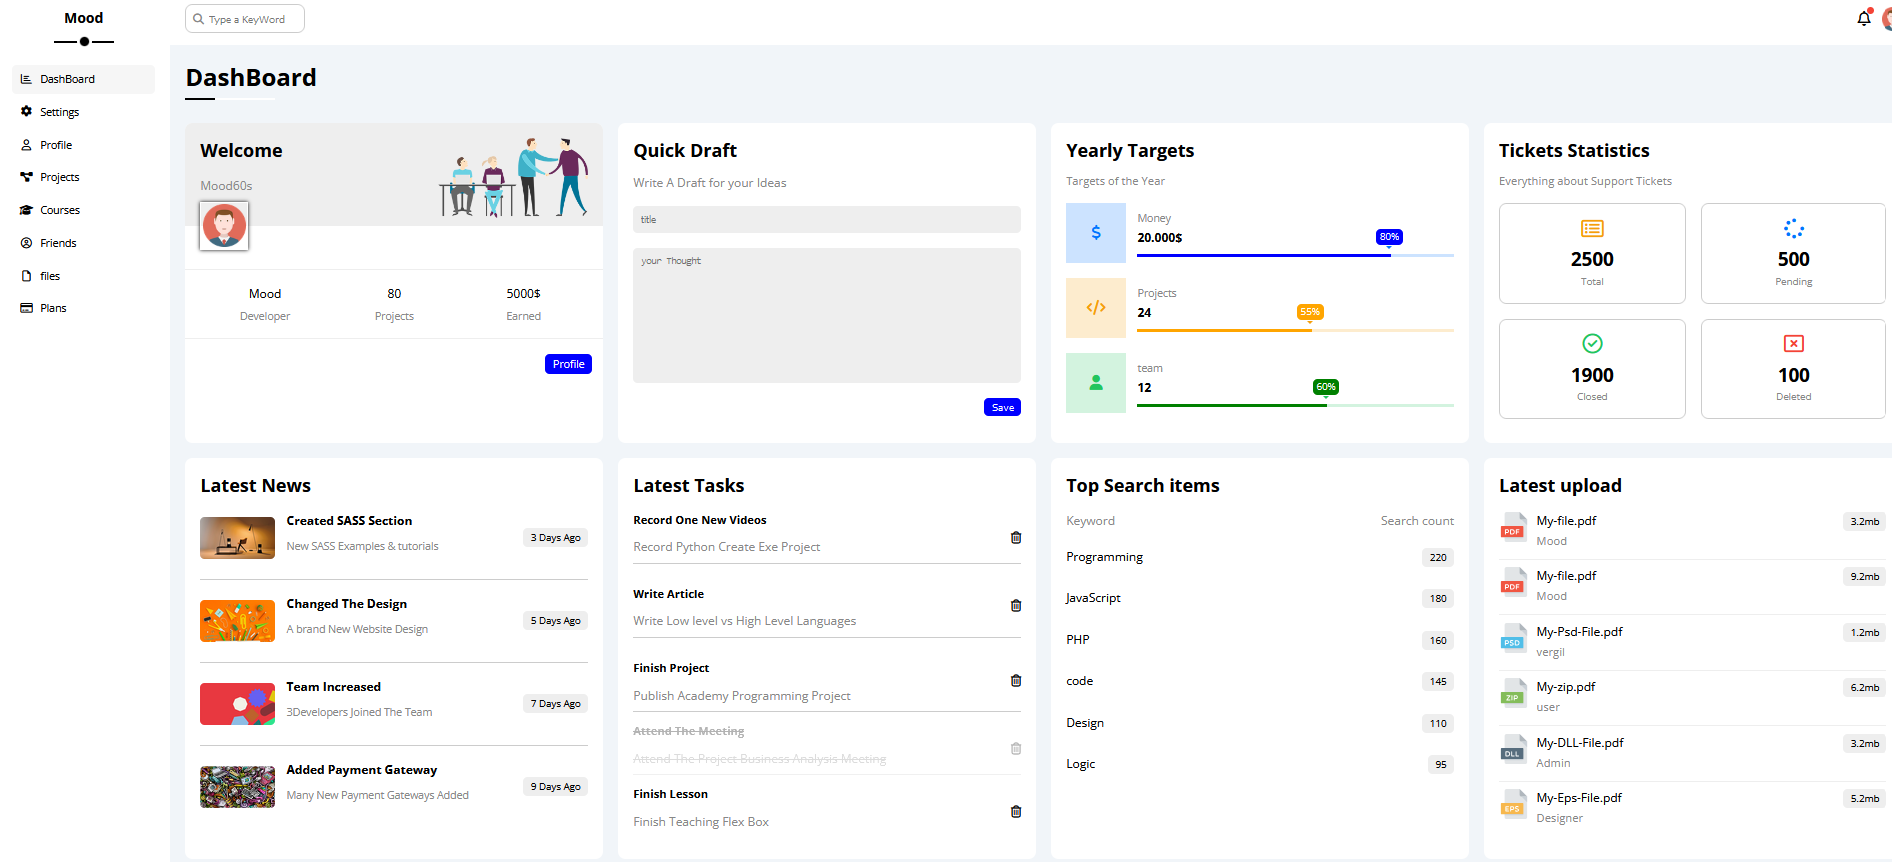 Mood
Type a KeyWord
DashBoard
Settings
Profile
Projects
Courses
Friends
files
Plans
DashBoard
Welcome
Mood60s
Mood
Developer
80
Projects
5000$
Earned
Profile
Quick Draft
Write A Draft for your Ideas
title
your Thought
Save
Yearly Targets
Targets of the Year
$
Money
20.000$
80%
</>
Projects
24
55%
team
12
60%
Tickets Statistics
Everything about Support Tickets
2500
Total
500
Pending
1900
Closed
100
Deleted
Latest News
Created SASS Section
New SASS Examples & tutorials
3 Days Ago
Changed The Design
A brand New Website Design
5 Days Ago
Team Increased
3Developers Joined The Team
7 Days Ago
Added Payment Gateway
Many New Payment Gateways Added
9 Days Ago
Latest Tasks
Record One New Videos
Record Python Create Exe Project
Write Article
Write Low level vs High Level Languages
Finish Project
Publish Academy Programming Project
Attend The Meeting
Attend The Project Business Analysis Meeting
Finish Lesson
Finish Teaching Flex Box
Top Search items
Keyword Search count
Programming 220
JavaScript 180
PHP 160
code 145
Design 110
Logic 95
Latest upload
PDF
My-file.pdf
Mood
3.2mb
PDF
My-file.pdf
Mood
9.2mb
PSD
My-Psd-File.pdf
vergil
1.2mb
ZIP
My-zip.pdf
user
6.2mb
DLL
My-DLL-File.pdf
Admin
3.2mb
EPS
My-Eps-File.pdf
Designer
5.2mb